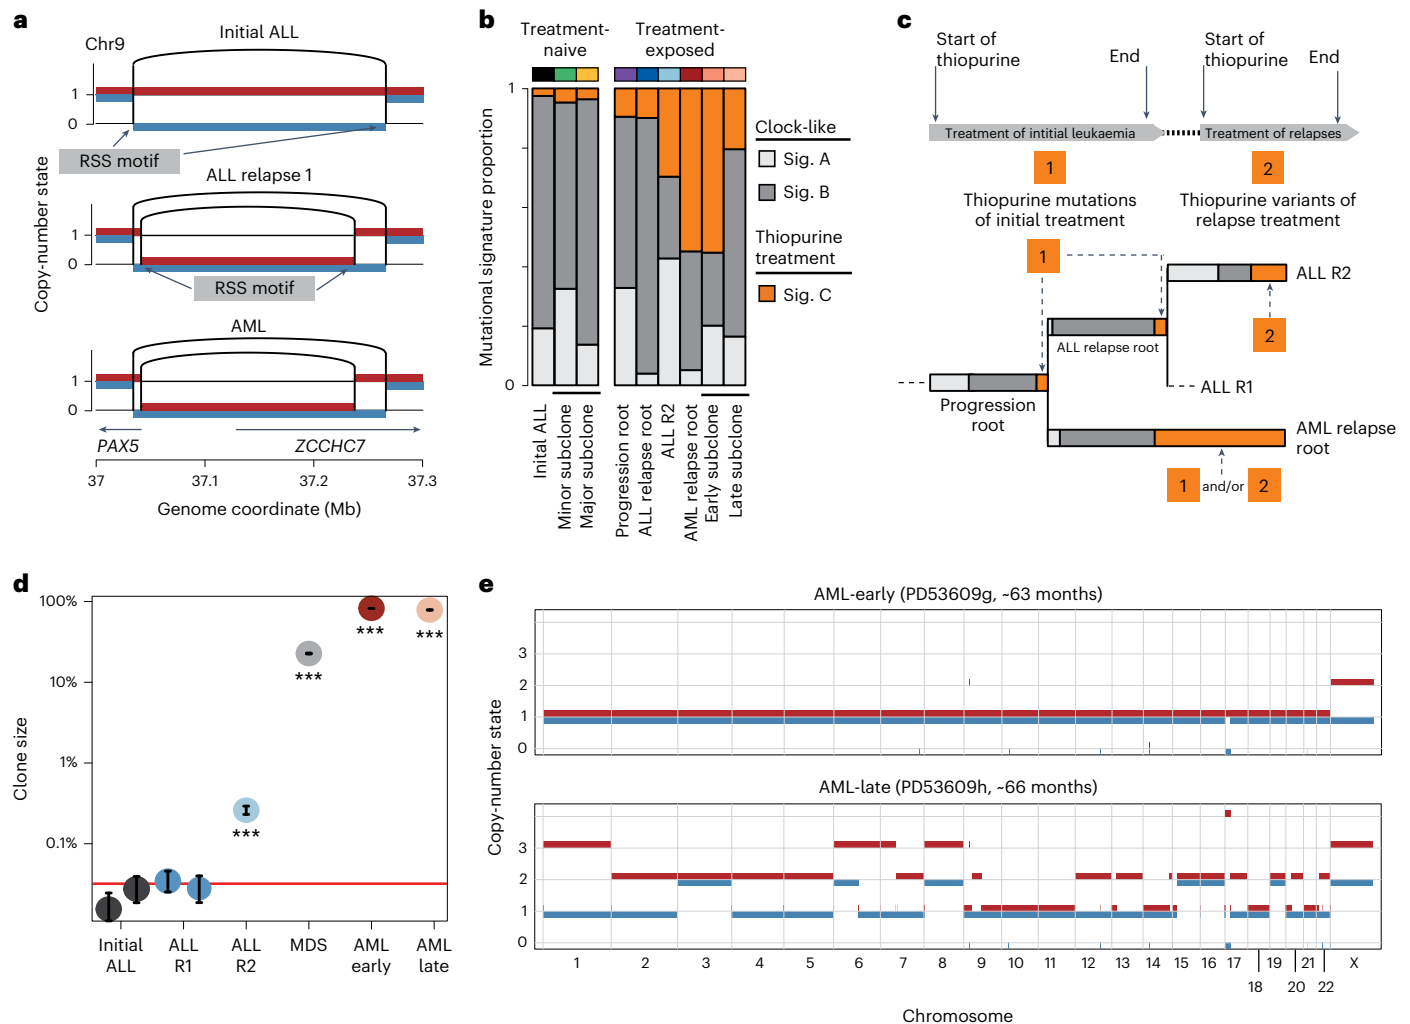 a
Initial ALL
Chr9
1
0
RSS motif
ALL relapse 1
1
0
RSS motif
AML
1
0
Copy-number state
PAX5
ZCCHC7
37
37.1
37.2
37.3
Genome coordinate (Mb)
b
Treatment-
naive
Treatment-
exposed
1
0
Mutational signature proportion
Clock-like
Sig. A
Sig. B
Thiopurine
treatment
Sig. C
Inital ALL
Minor subclone
Major subclone
Progression root
ALL relapse root
ALL R2
AML relapse root
Early subclone
Late subclone
c
Start of
thiopurine
End
Start of
thiopurine
End
Treatment of intitial leukaemia
Treatment of relapses
1
2
Thiopurine mutations
of initial treatment
Thiopurine variants of
relapse treatment
1
ALL R2
2
ALL relapse root
ALL R1
Progression
root
AML relapse
root
1 and/or 2
d
100%
10%
1%
0.1%
Clone size
***
***
***
***
Initial
ALL
ALL
R1
ALL
R2
MDS
AML
early
AML
late
e
AML-early (PD53609g, ~63 months)
3
2
1
0
AML-late (PD53609h, ~66 months)
3
2
1
0
Copy-number state
1 2 3 4 5 6 7 8 9 10 11 12 13 14 15 16 17 19 21 X
18 20 22
Chromosome